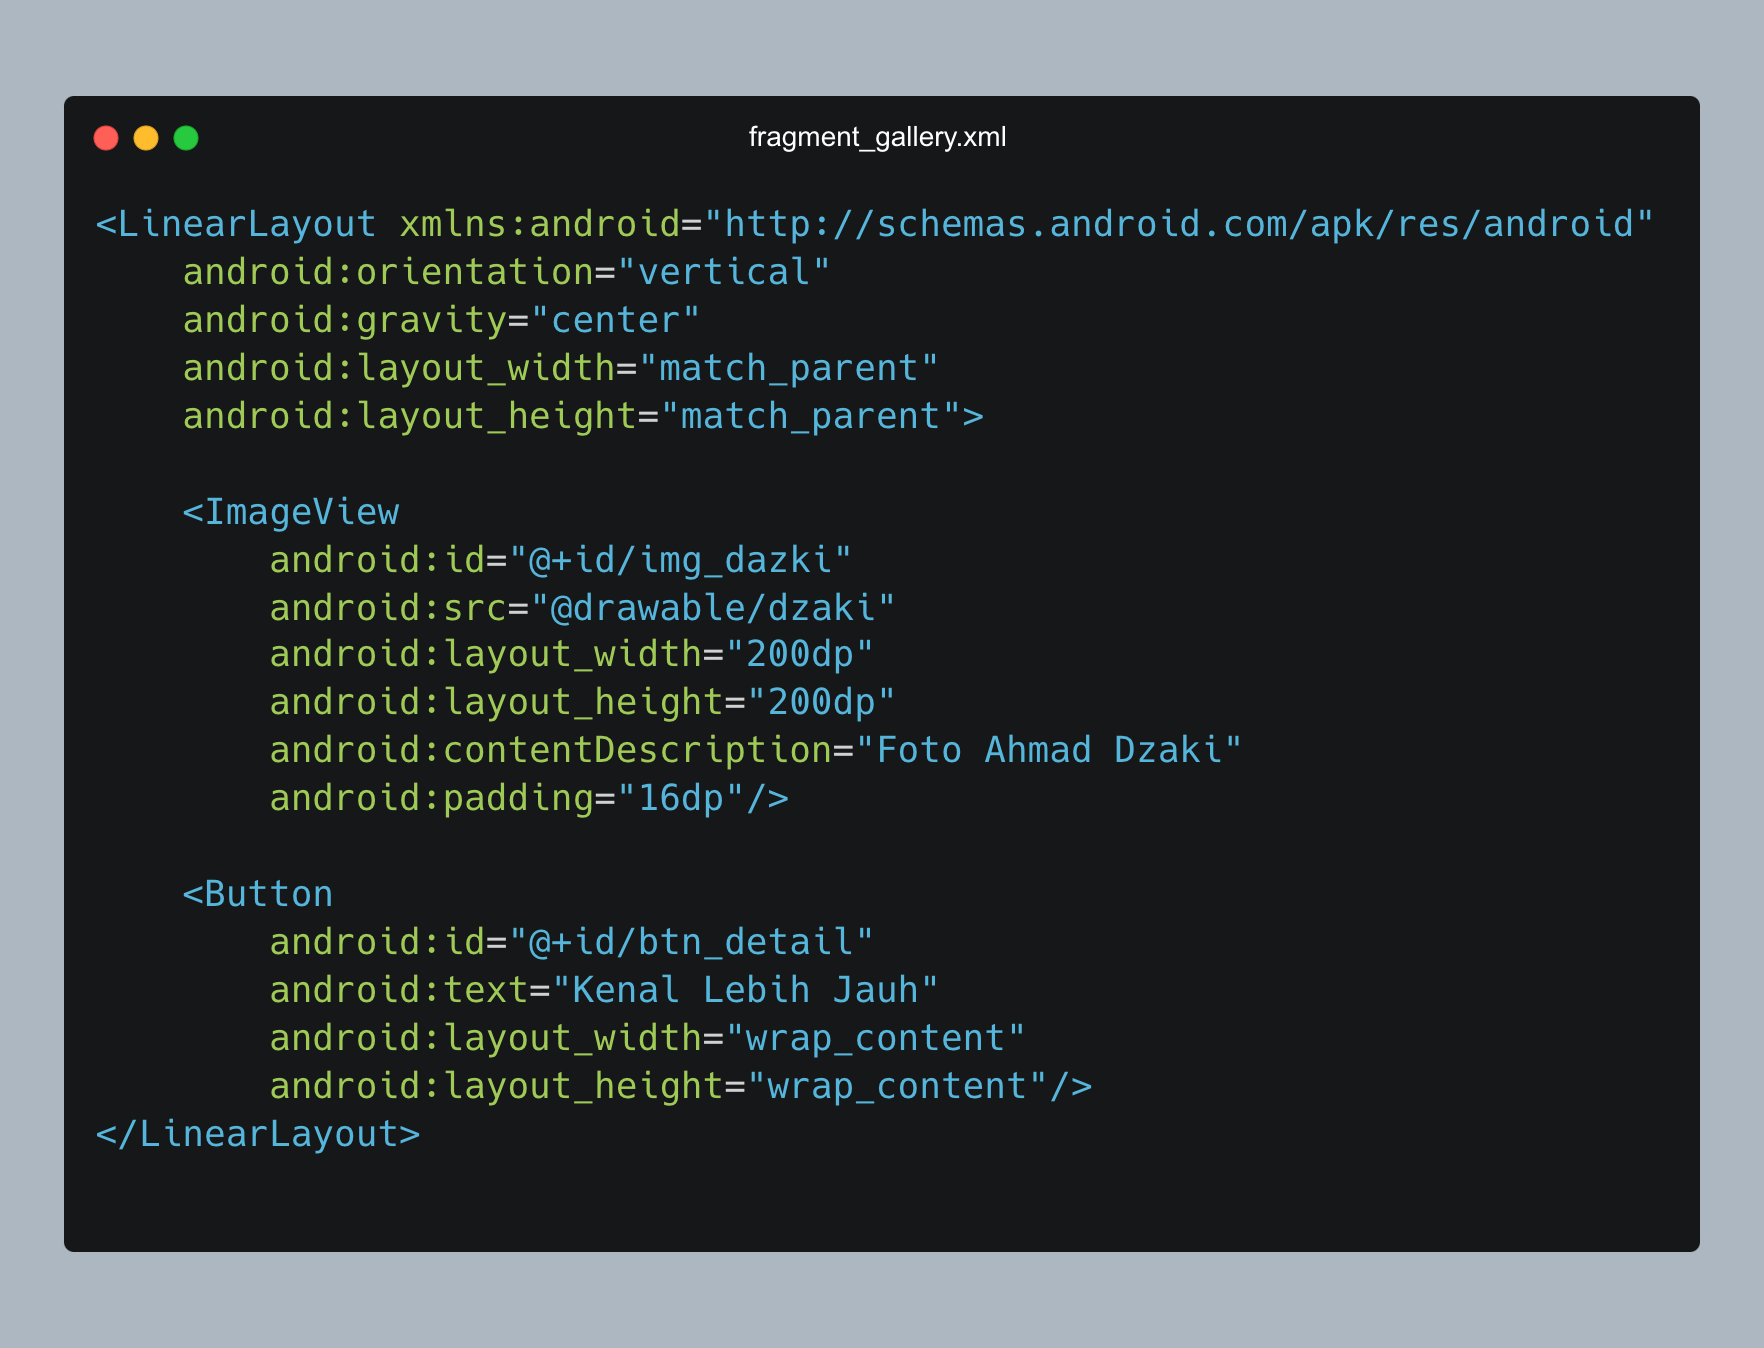 fragment_gallery.xml
<LinearLayout xmlns:android="http://schemas.android.com/apk/res/android"
    android:orientation="vertical"
    android:gravity="center"
    android:layout_width="match_parent"
    android:layout_height="match_parent">

    <ImageView
        android:id="@+id/img_dazki"
        android:src="@drawable/dzaki"
        android:layout_width="200dp"
        android:layout_height="200dp"
        android:contentDescription="Foto Ahmad Dzaki"
        android:padding="16dp"/>

    <Button
        android:id="@+id/btn_detail"
        android:text="Kenal Lebih Jauh"
        android:layout_width="wrap_content"
        android:layout_height="wrap_content"/>
</LinearLayout>